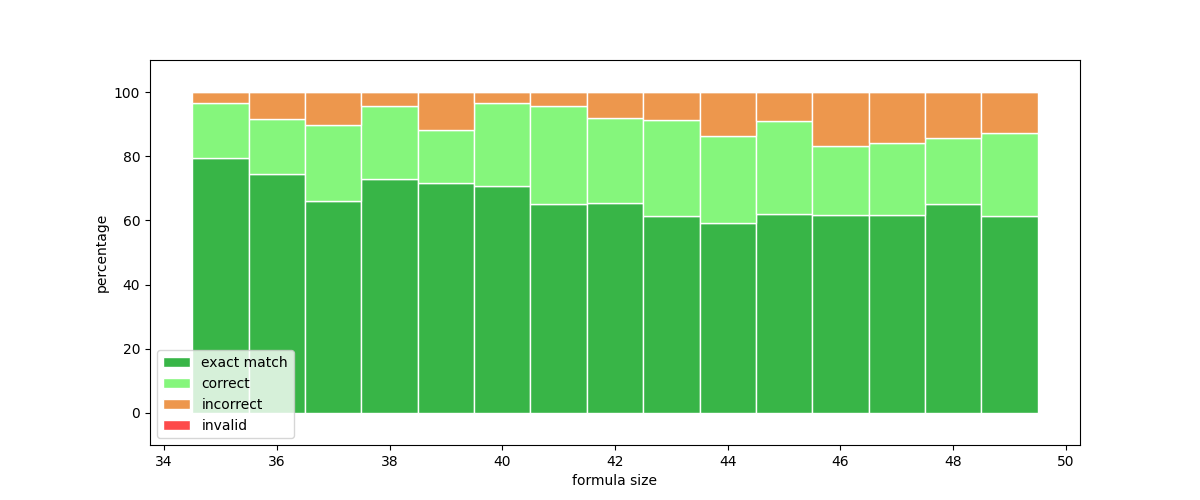 100
80
60
40
20
0
percentage
exact match
correct
incorrect
invalid
34 36 38 40 42 44 46 48 50
formula size